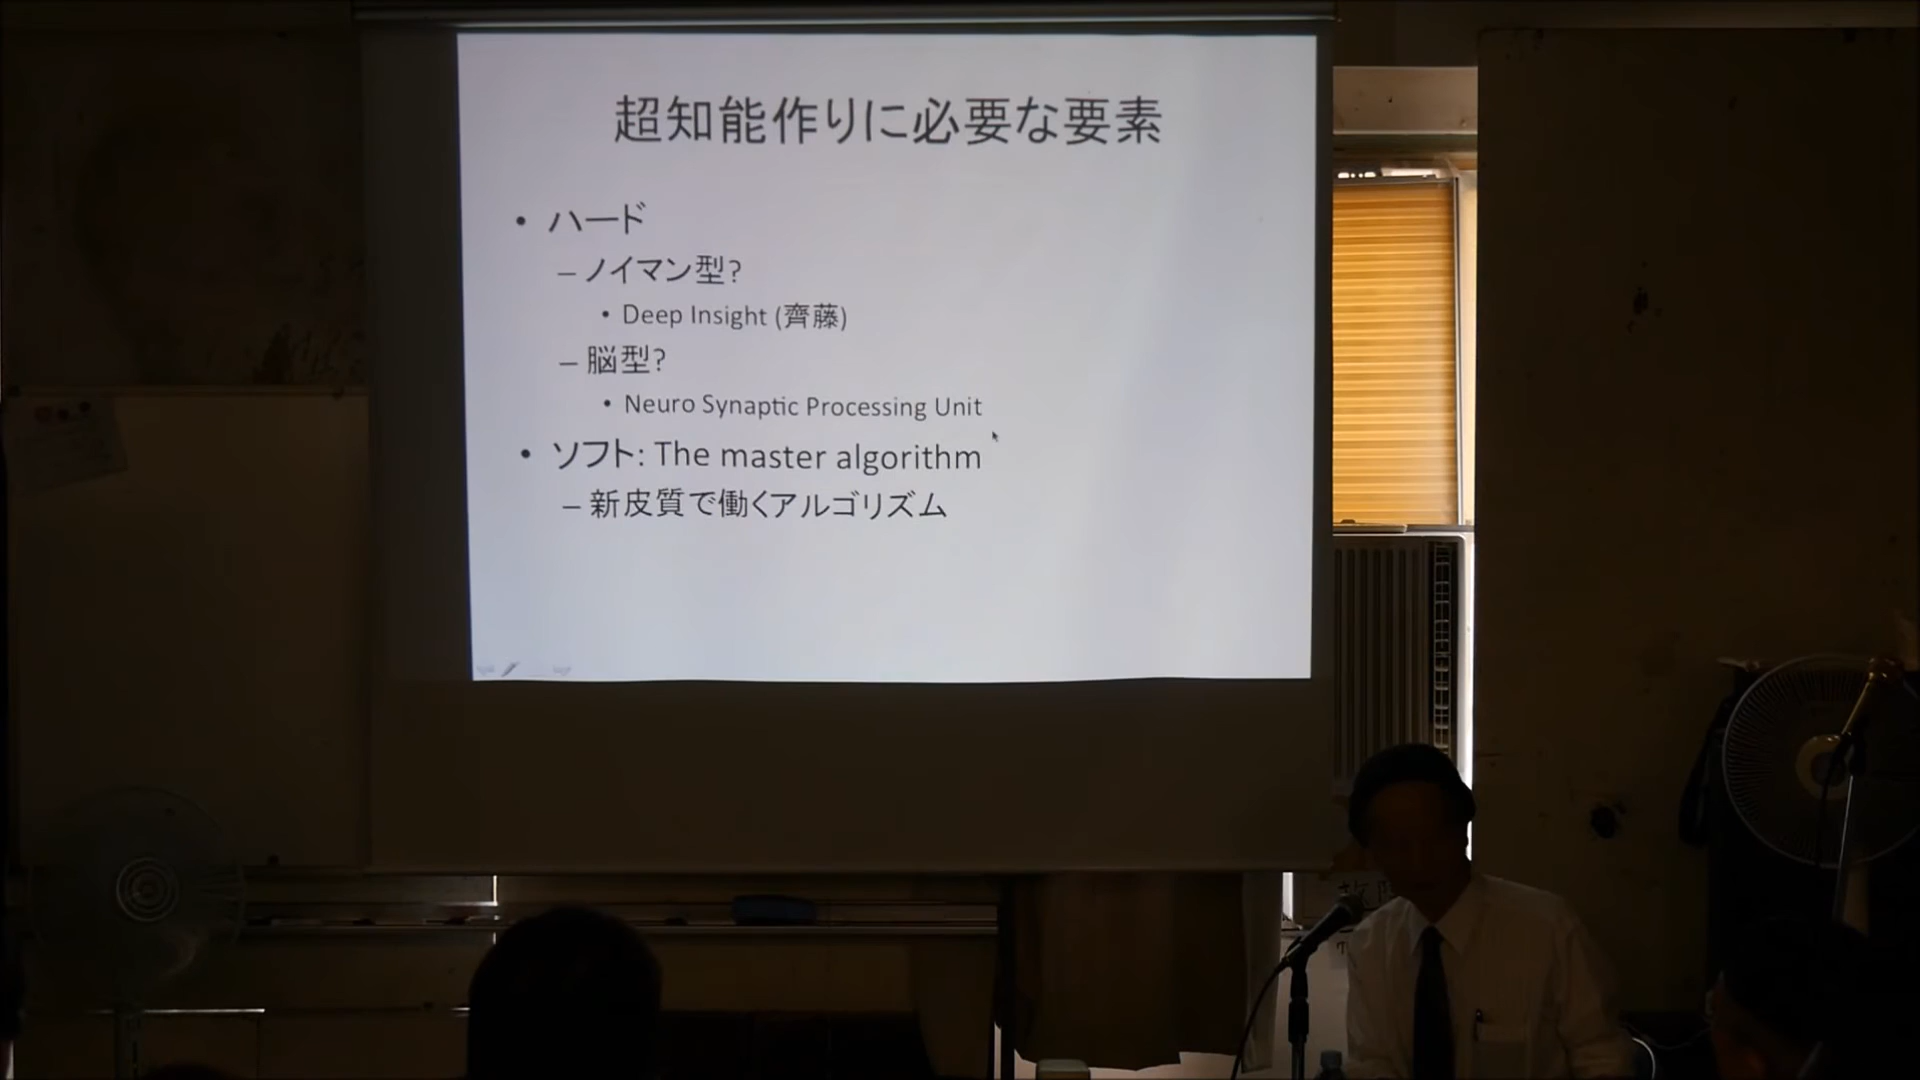 超知能作りに必要な要素
• ハード
– ノイマン型?
• Deep Insight (齊藤)
– 脳型?
• Neuro Synaptic Processing Unit
• ソフト: The master algorithm
– 新皮質で働くアルゴリズム